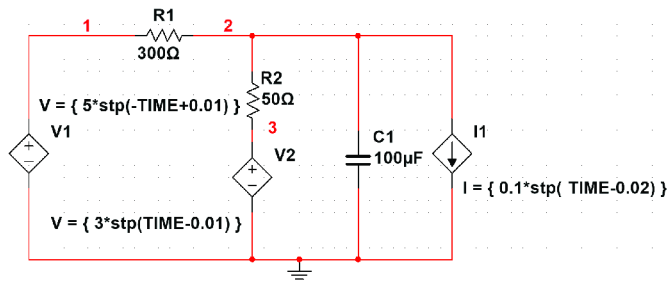 R1
1
2
300Ω
R2
50Ω
V = { 5*stp(-TIME+0.01) }
3
V1
V2
C1
100µF
I1
I = { 0.1*stp( TIME-0.02) }
V = { 3*stp(TIME-0.01) }